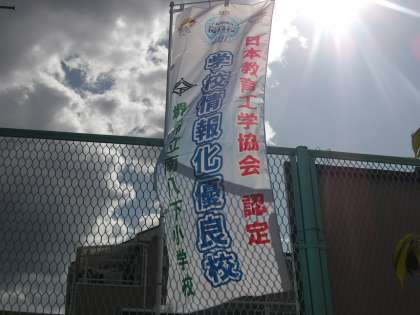 日本教育工学協会 認定
学校情報化優良校
堺市立南八下小学校